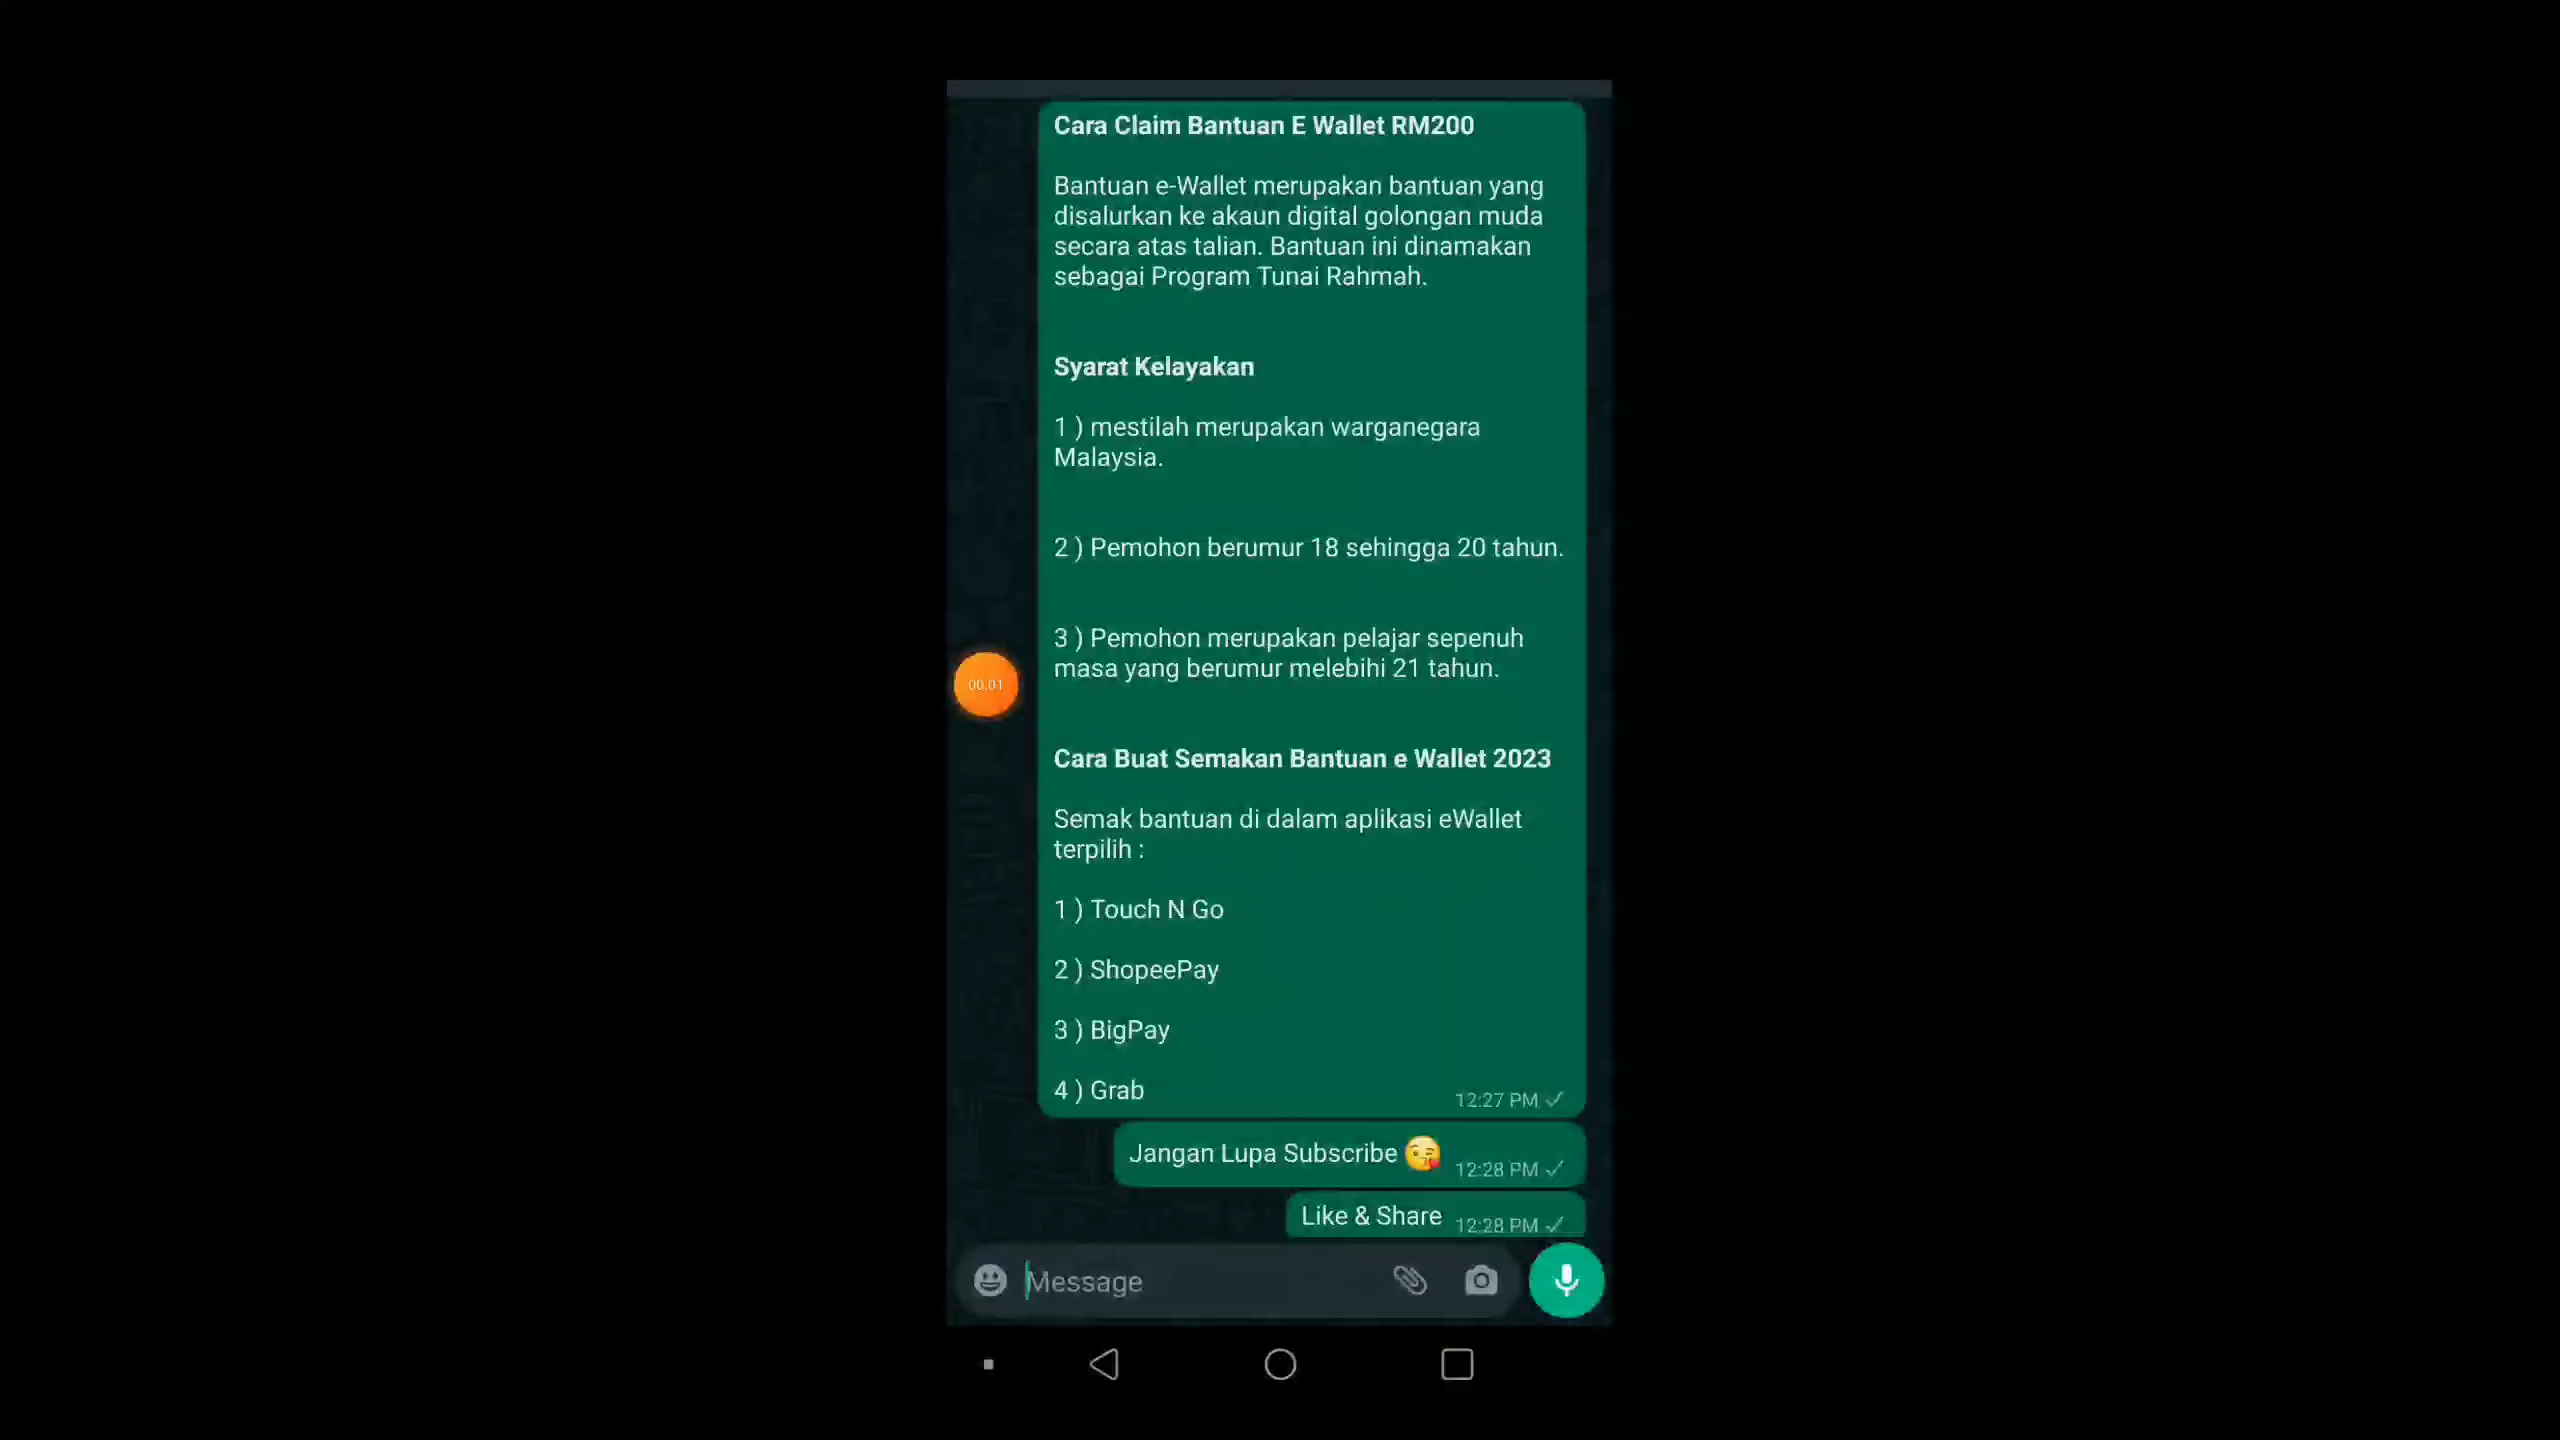 Cara Claim Bantuan E Wallet RM200
Bantuan e-Wallet merupakan bantuan yang
disalurkan ke akaun digital golongan muda
secara atas talian. Bantuan ini dinamakan
sebagai Program Tunai Rahmah.
Syarat Kelayakan
1 ) mestilah merupakan warganegara
Malaysia.
2 ) Pemohon berumur 18 sehingga 20 tahun.
3 ) Pemohon merupakan pelajar sepenuh
masa yang berumur melebihi 21 tahun.
00:01
Cara Buat Semakan Bantuan e Wallet 2023
Semak bantuan di dalam aplikasi eWallet
terpilih :
1 ) Touch N Go
2 ) ShopeePay
3 ) BigPay
4 ) Grab
12:27 PM
Jangan Lupa Subscribe 😘 12:28 PM
Like & Share 12:28 PM
Message